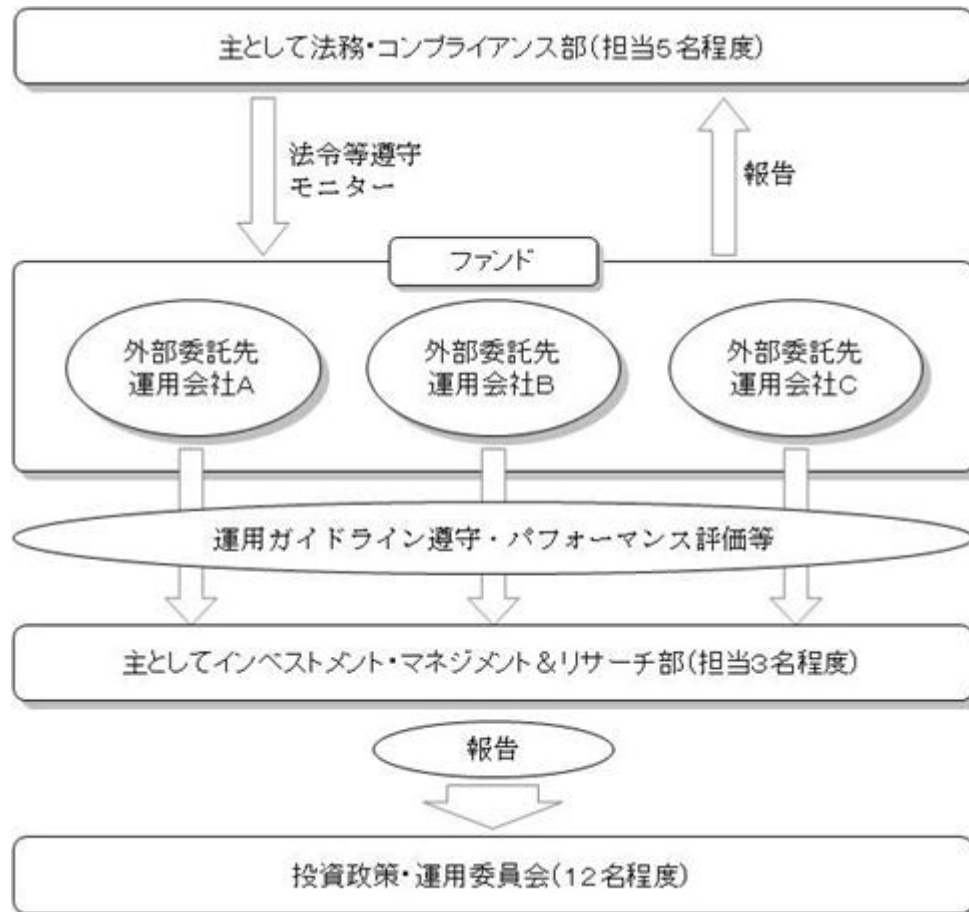 主として法務・コンプライアンス部(担当5名程度)
法令等遵守
モニター
報告
ファンド
外部委託先
運用会社A
外部委託先
運用会社B
外部委託先
運用会社C
運用ガイドライン遵守・パフォーマンス評価等
主としてインベストメント・マネジメント＆リサーチ部(担当3名程度)
報告
投資政策・運用委員会(12名程度)